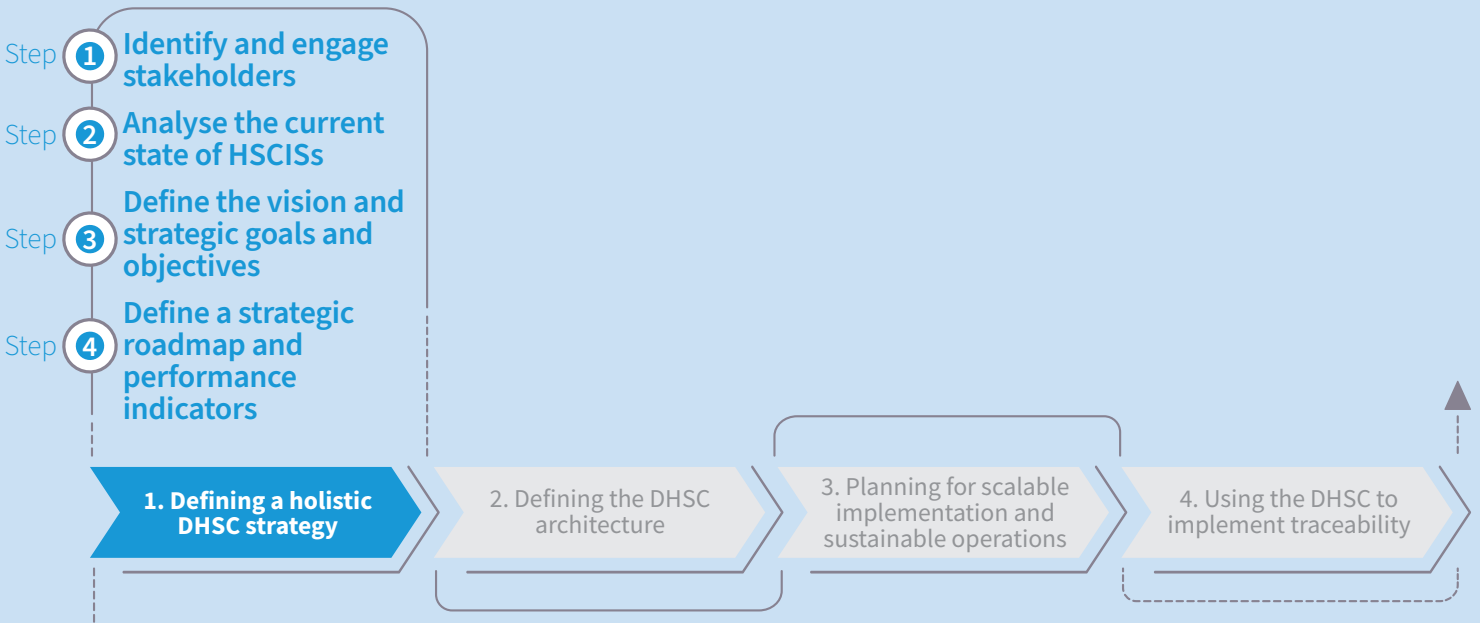 Step 1 Identify and engage
stakeholders
Step 2 Analyse the current
state of HSCISs
Define the vision and
Step 3 strategic goals and
objectives
Define a strategic
Step 4 roadmap and
performance
indicators
1. Defining a holistic
DHSC strategy
2. Defining the DHSC
architecture
3. Planning for scalable
implementation and
sustainable operations
4. Using the DHSC to
implement traceability